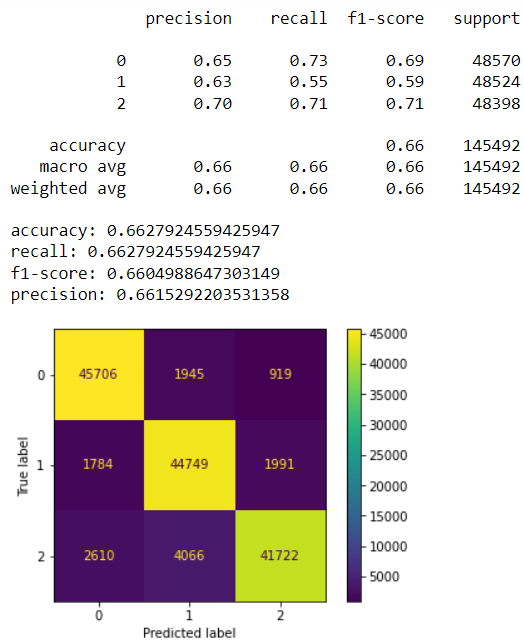 precision recall f1-score support
0 0.65 0.73 0.69 48570
1 0.63 0.55 0.59 48524
2 0.70 0.71 0.71 48398
accuracy 0.66 145492
macro avg 0.66 0.66 0.66 145492
weighted avg 0.66 0.66 0.66 145492
accuracy: 0.6627924559425947
recall: 0.6627924559425947
f1-score: 0.6604988647303149
precision: 0.6615292203531358
0 45706 1945 919
1 1784 44749 1991
2 2610 4066 41722
0 1 2
True label
Predicted label
45000
40000
35000
30000
25000
20000
15000
10000
5000